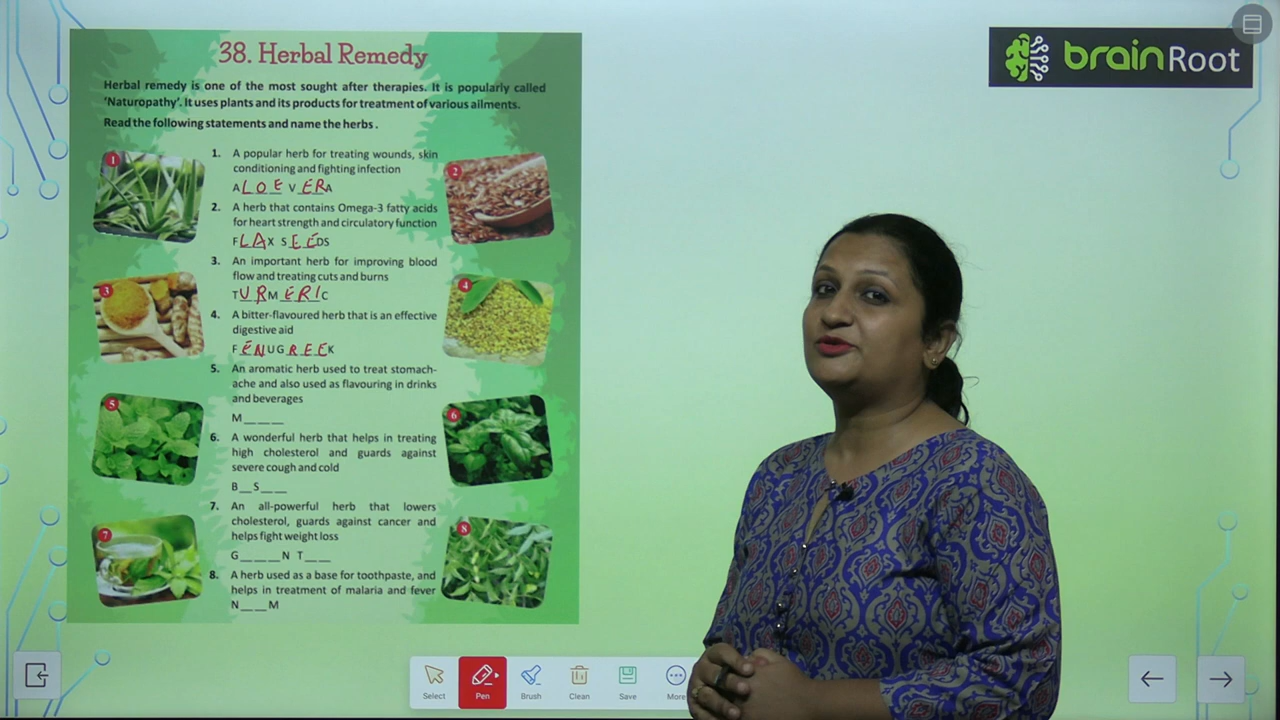 brainRoot
38. Herbal Remedy
Herbal remedy is one of the most sought after therapies. It is popularly called
'Naturopathy'. It uses plants and its products for treatment of various ailments.
Read the following statements and name the herbs.
1
2
1. A popular herb for treating wounds, skin
conditioning and fighting infection
ALOE VERA
2. A herb that contains Omega-3 fatty acids
for heart strength and circulatory function
FLAX SEEDS
3
4
3. An important herb for improving blood
flow and treating cuts and burns
TURMERIC
4. A bitter-flavoured herb that is an effective
digestive aid
FENUGREEK
5
6
5. An aromatic herb used to treat stomach-
ache and also used as flavouring in drinks
and beverages
M_ _ _
6. A wonderful herb that helps in treating
high cholesterol and guards against
severe cough and cold
B_S_ _
7
8
7. An all-powerful herb that lowers
cholesterol, guards against cancer and
helps fight weight loss
G_ _ _N T_ _
8. A herb used as a base for toothpaste, and
helps in treatment of malaria and fever
N_ _M
Select Pen Brush Clean Save More